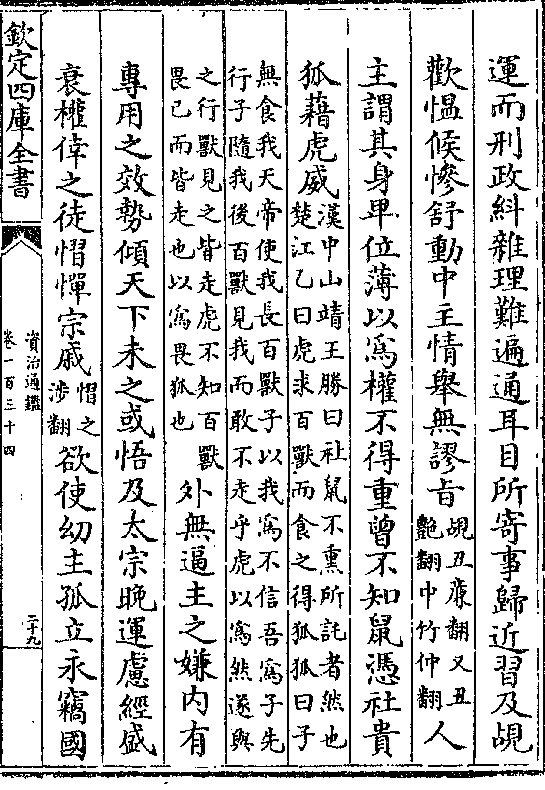 運而刑政糾雜理難遍通耳目所寄事歸近習及覘
歡愠候慘舒動中主情舉無謬㫖覘丑亷翻又丑
艶翻中竹仲翻人
主謂其身卑位薄以爲權不得重曾不知鼠憑社貴
狐藉虎威漢中山靖王勝曰社鼠不熏所託者然也
楚江乙曰虎求百獸而食之得狐狐曰子
無食我天帝使我長百獸子以我爲不信吾爲子先
行子隨我後百獸見我而敢不走乎虎以爲然遂與
之行獸見之皆走虎不知百獸
畏已而皆走也以爲畏狐也外無逼主之嫌内有
專用之效勢傾天下未之或悟及太宗晚運慮經盛
衰權倖之徒慴憚宗戚慴之
涉翻欲使幼主孤立永竊國
欽定四庫全書
資治通鑑
卷一百三十四
二十九